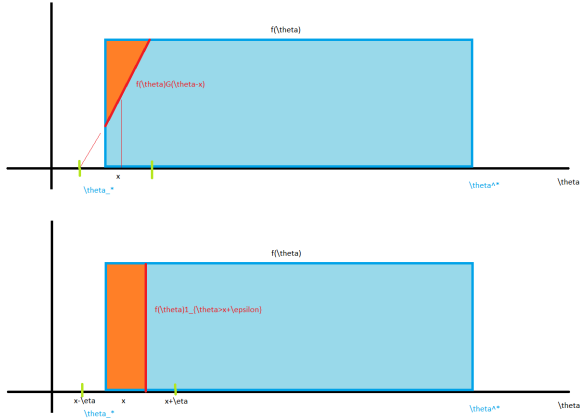 f(\theta)
f(\theta)G(\theta-x)
x
\theta
\theta_*
\theta^*
f(\theta)
f(\theta)1_{\theta>x+\epsilon}
x-\eta
x
x+\eta
\theta
\theta_*
\theta^*